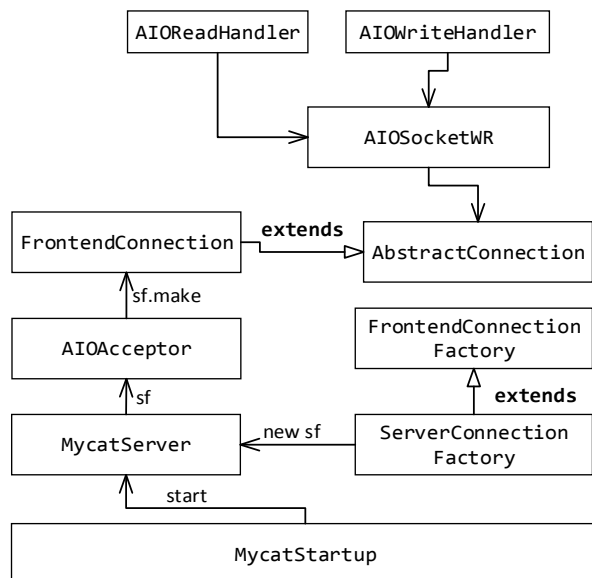 AIOReadHandler
AIOWriteHandler
AIOSocketWR
FrontendConnection
extends
AbstractConnection
sf.make
AIOAcceptor
FrontendConnection
Factory
sf
extends
MycatServer
new sf
ServerConnection
Factory
start
MycatStartup